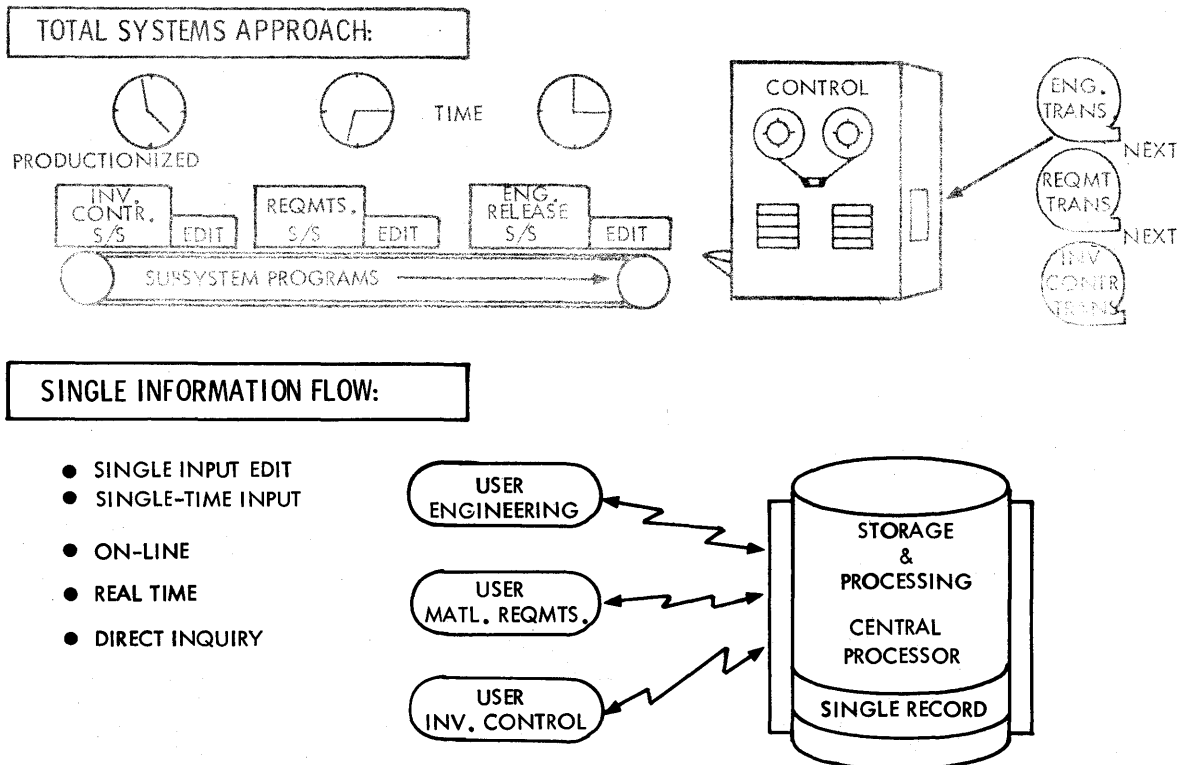 TOTAL SYSTEMS APPROACH:
TIME
PRODUCTIONIZED
INV.
CONTR.
S/S
EDIT
REQMTS.
S/S
EDIT
ENG.
RELEASE
S/S
EDIT
SUBSYSTEM PROGRAMS
CONTROL
ENG.
TRANS
NEXT
REQMT
TRANS
NEXT
INV
CONTR
TRANS
SINGLE INFORMATION FLOW:
● SINGLE INPUT EDIT
● SINGLE-TIME INPUT
● ON-LINE
● REAL TIME
● DIRECT INQUIRY
USER
ENGINEERING
USER
MATL. REQMTS.
USER
INV. CONTROL
STORAGE
&
PROCESSING
CENTRAL
PROCESSOR
SINGLE RECORD